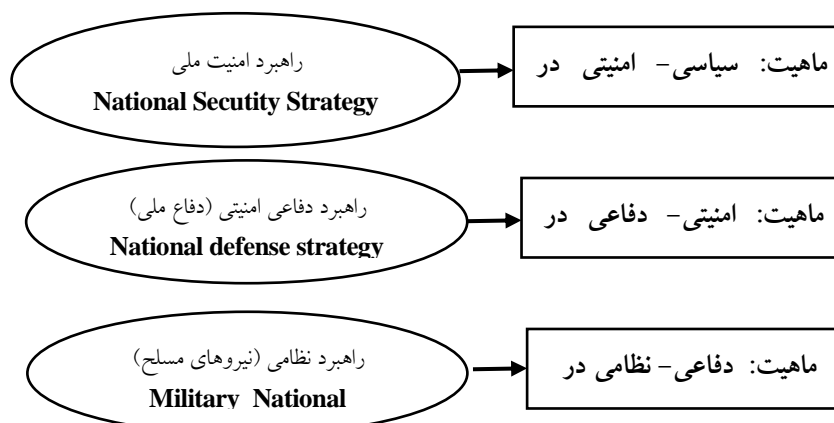 راهبرد امنیت ملی
National Secutity Strategy
ماهیت: سیاسی- امنیتی در
راهبرد دفاعی امنیتی (دفاع ملی)
National defense strategy
ماهیت: امنیتی- دفاعی در
راهبرد نظامی (نیروهای مسلح)
Military National
ماهیت: دفاعی- نظامی در